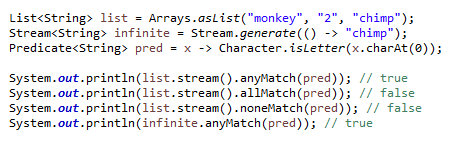 List<String> list = Arrays.asList("monkey", "2", "chimp");
Stream<String> infinite = Stream.generate(() -> "chimp");
Predicate<String> pred = x -> Character.isLetter(x.charAt(0));
System.out.println(list.stream().anyMatch(pred)); // true
System.out.println(list.stream().allMatch(pred)); // false
System.out.println(list.stream().noneMatch(pred)); // false
System.out.println(infinite.anyMatch(pred)); // true